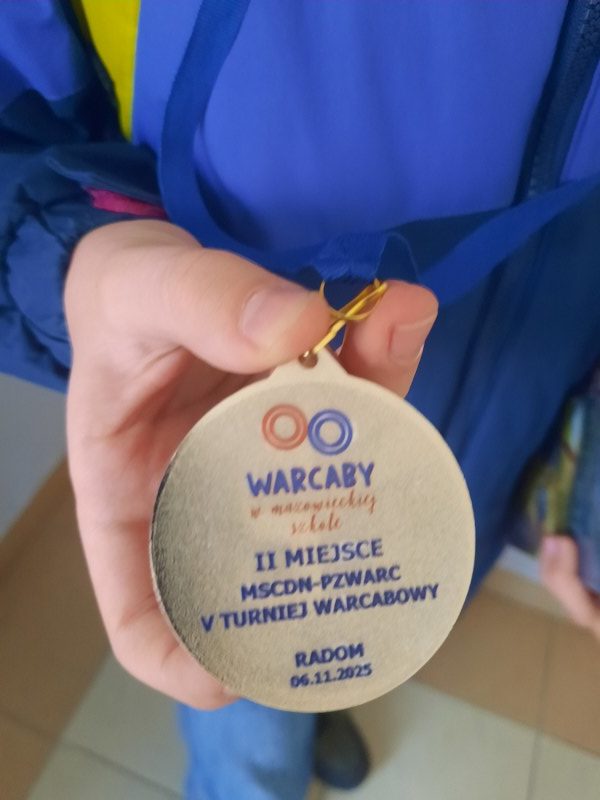 WARCABY
w mazowieckiej
szkole
II MIEJSCE
MSCDN-PZWARC
V TURNIEJ WARCABOWY
RADOM
06.11.2025